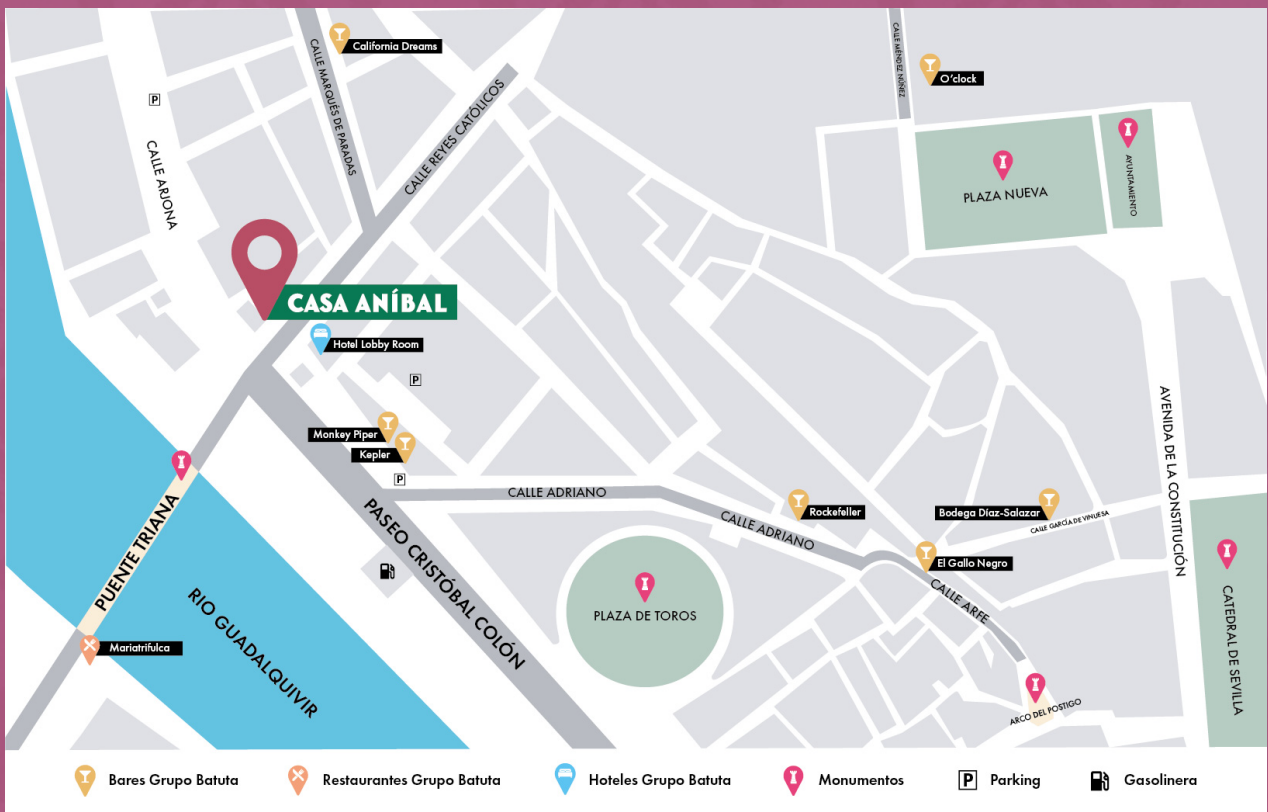 California Dreams
CALLE MARQUÉS DE PARADAS
CALLE MÉNDEZ NÚÑEZ
O'clock
P
CALLE ARJONA
CALLE REYES CATÓLICOS
PLAZA NUEVA
AYUNTAMIENTO
CASA ANÍBAL
Hotel Lobby Room
P
Monkey Piper
Kepler
P
CALLE ADRIANO
CALLE ADRIANO
Rockefeller
Bodega Díaz-Salazar
CALLE GARCÍA DE VINUESA
AVENIDA DE LA CONSTITUCIÓN
PUENTE TRIANA
PASEO CRISTÓBAL COLÓN
El Gallo Negro
CALLE ARFE
PLAZA DE TOROS
CATEDRAL DE SEVILLA
Mariatrifulca
RIO GUADALQUIVIR
ARCO DEL POSTIGO
Bares Grupo Batuta
Restaurantes Grupo Batuta
Hoteles Grupo Batuta
Monumentos
P Parking
Gasolinera